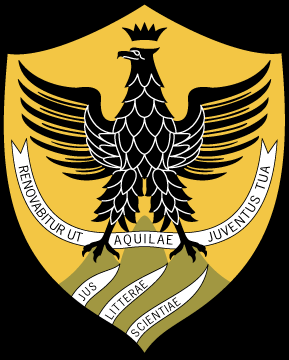 RENOVABITUR UT AQUILAE JUVENTUS TUA
JUS
LITTERAE
SCIENTIAE